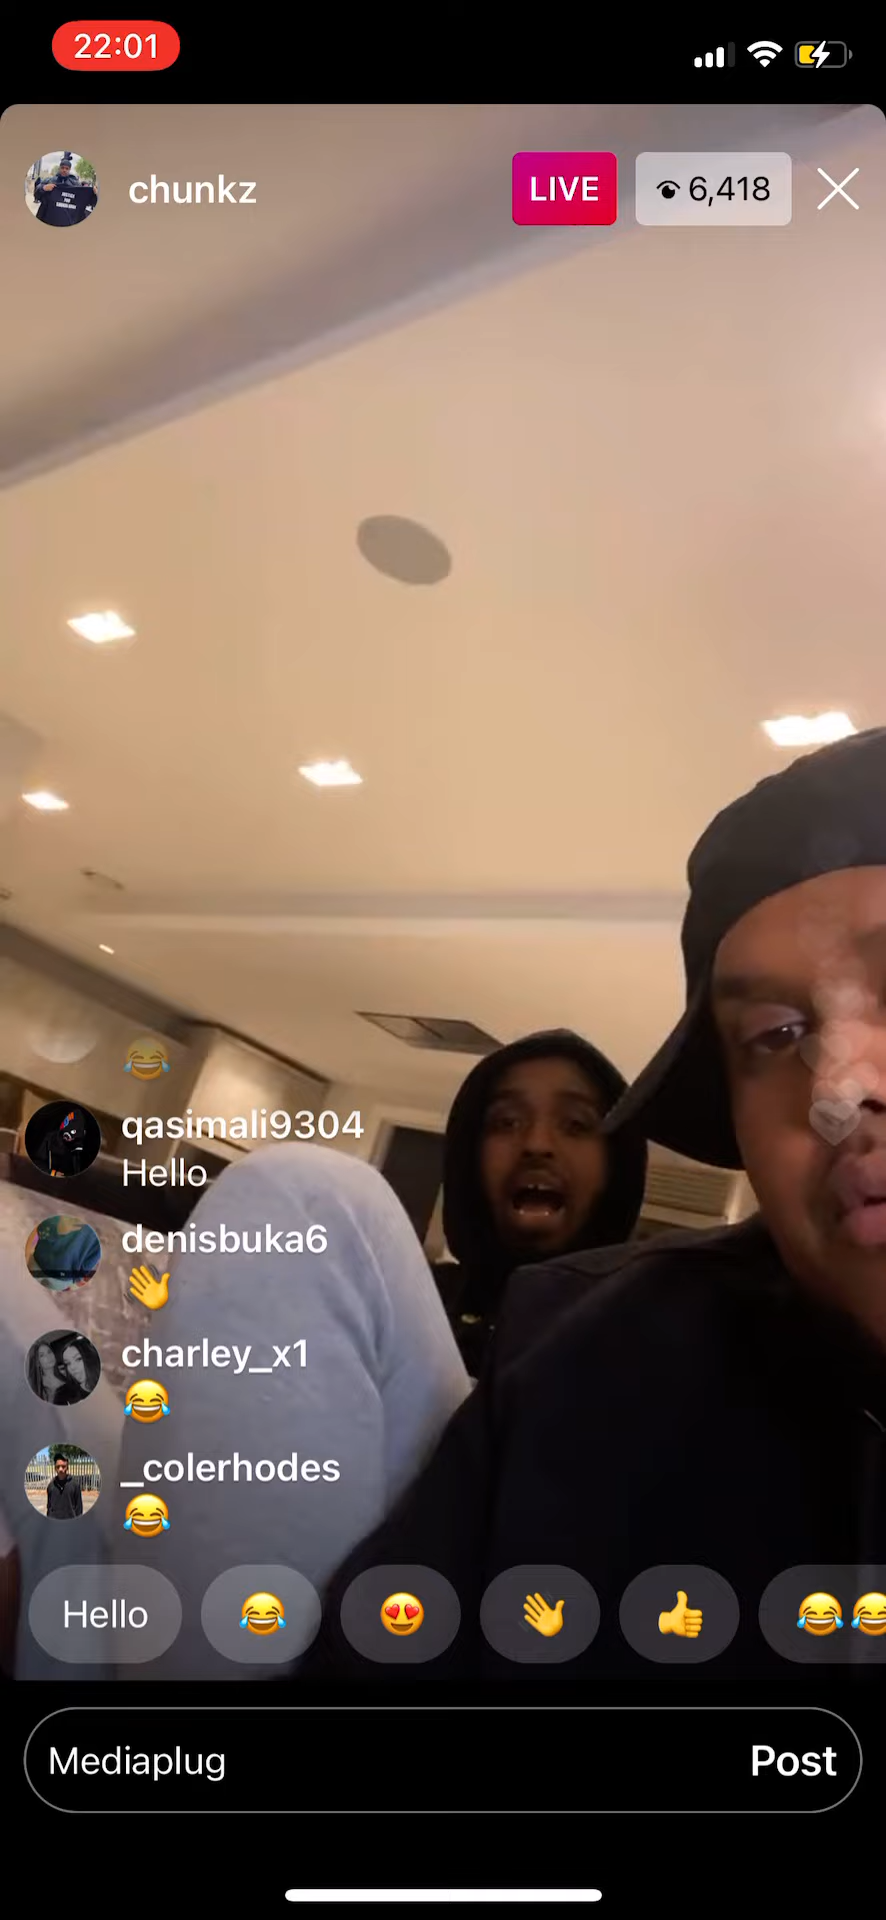 22:01
chunkz
LIVE
6,418
😂
qasimali9304
Hello
denisbuka6
👋
charley_x1
😂
_colerhodes
😂
Hello 😂 😍 👋 👍 😂😂
Mediaplug
Post